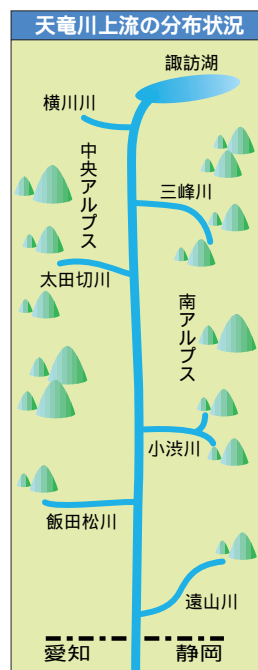 天竜川上流の分布状況
諏訪湖
横川川
中央アルプス
三峰川
太田切川
南アルプス
小渋川
飯田松川
遠山川
愛知
静岡